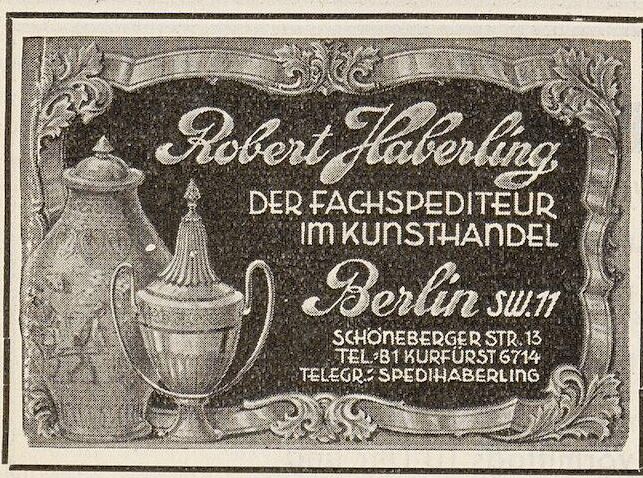 Robert Haberling
DER FACHSPEDITEUR
IM KUNSTHANDEL
Berlin SW.11
SCHÖNEBERGER STR. 13
TEL.: B1 KURFÜRST 6714
TELEGR.: SPEDIHABERLING